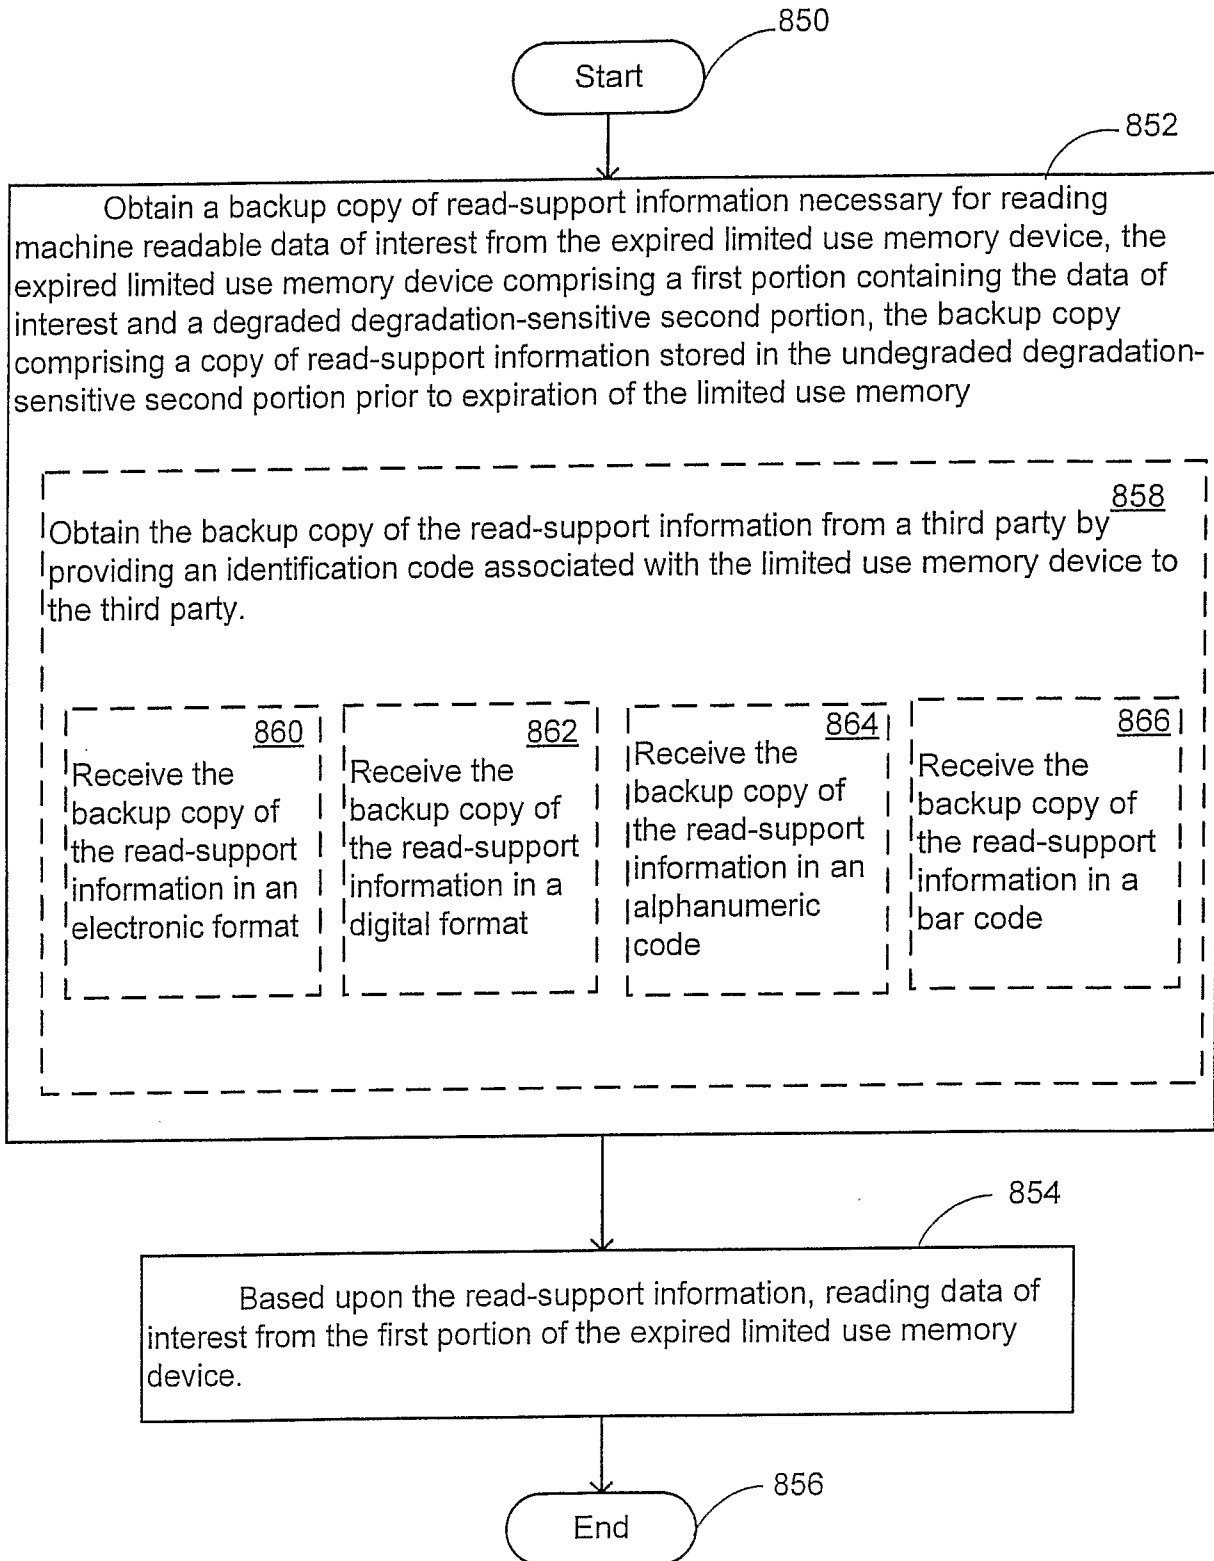 850
Start
852
Obtain a backup copy of read-support information necessary for reading
machine readable data of interest from the expired limited use memory device, the
expired limited use memory device comprising a first portion containing the data of
interest and a degraded degradation-sensitive second portion, the backup copy
comprising a copy of read-support information stored in the undegraded degradation-
sensitive second portion prior to expiration of the limited use memory
858
Obtain the backup copy of the read-support information from a third party by
providing an identification code associated with the limited use memory device to
the third party.
860
Receive the
backup copy of
the read-support
information in an
electronic format
862
Receive the
backup copy of
the read-support
information in a
digital format
864
Receive the
backup copy of
the read-support
information in an
alphanumeric
code
866
Receive the
backup copy of
the read-support
information in a
bar code
854
Based upon the read-support information, reading data of
interest from the first portion of the expired limited use memory
device.
856
End